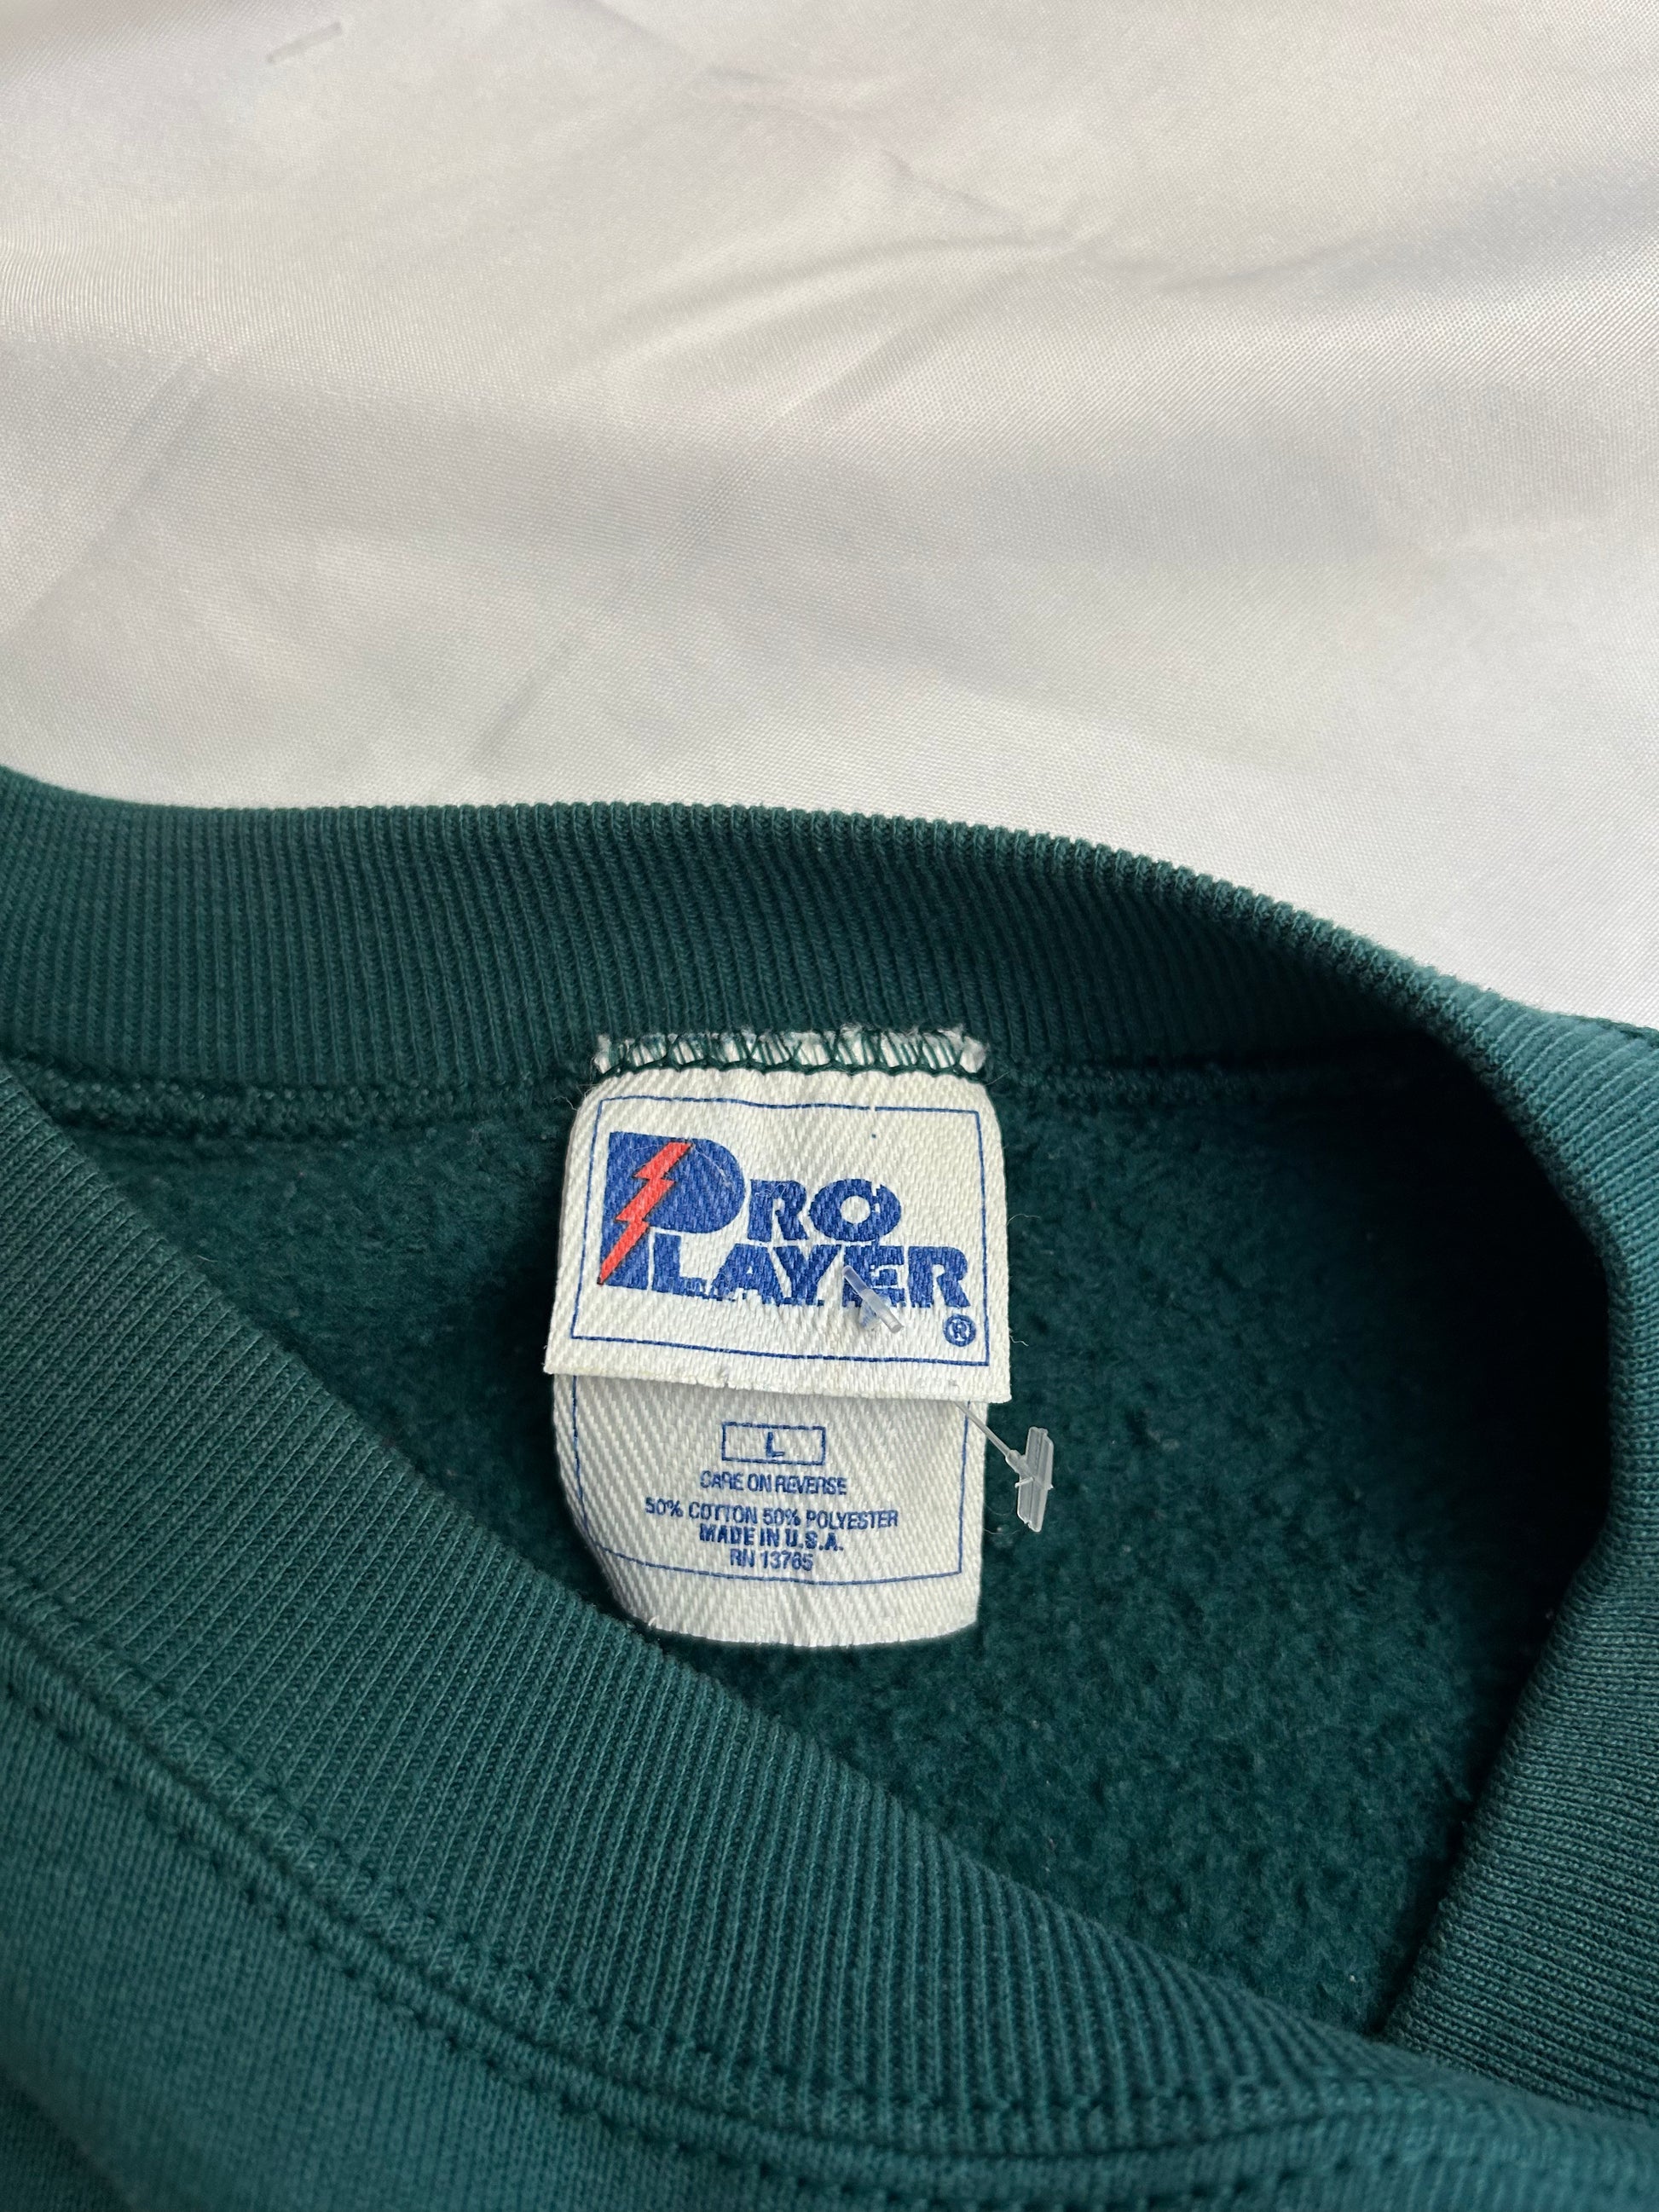 PRO
PLAYER
®
L
CARE ON REVERSE
50% COTTON 50% POLYESTER
MADE IN U.S.A.
RN 13765